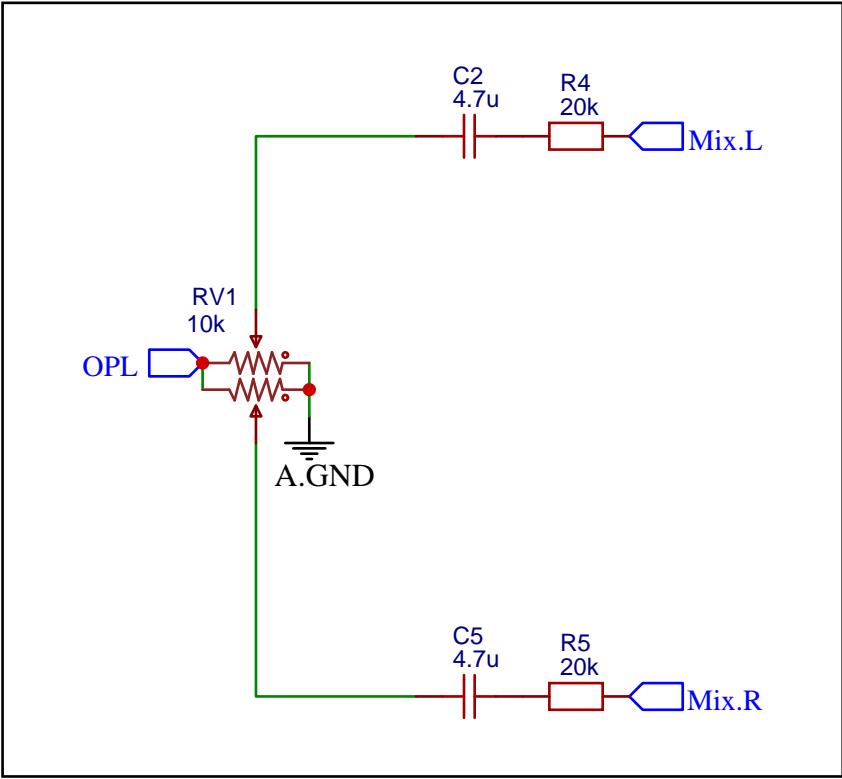 C2
4.7u
R4
20k
Mix.L
RV1
10k
OPL
A.GND
C5
4.7u
R5
20k
Mix.R